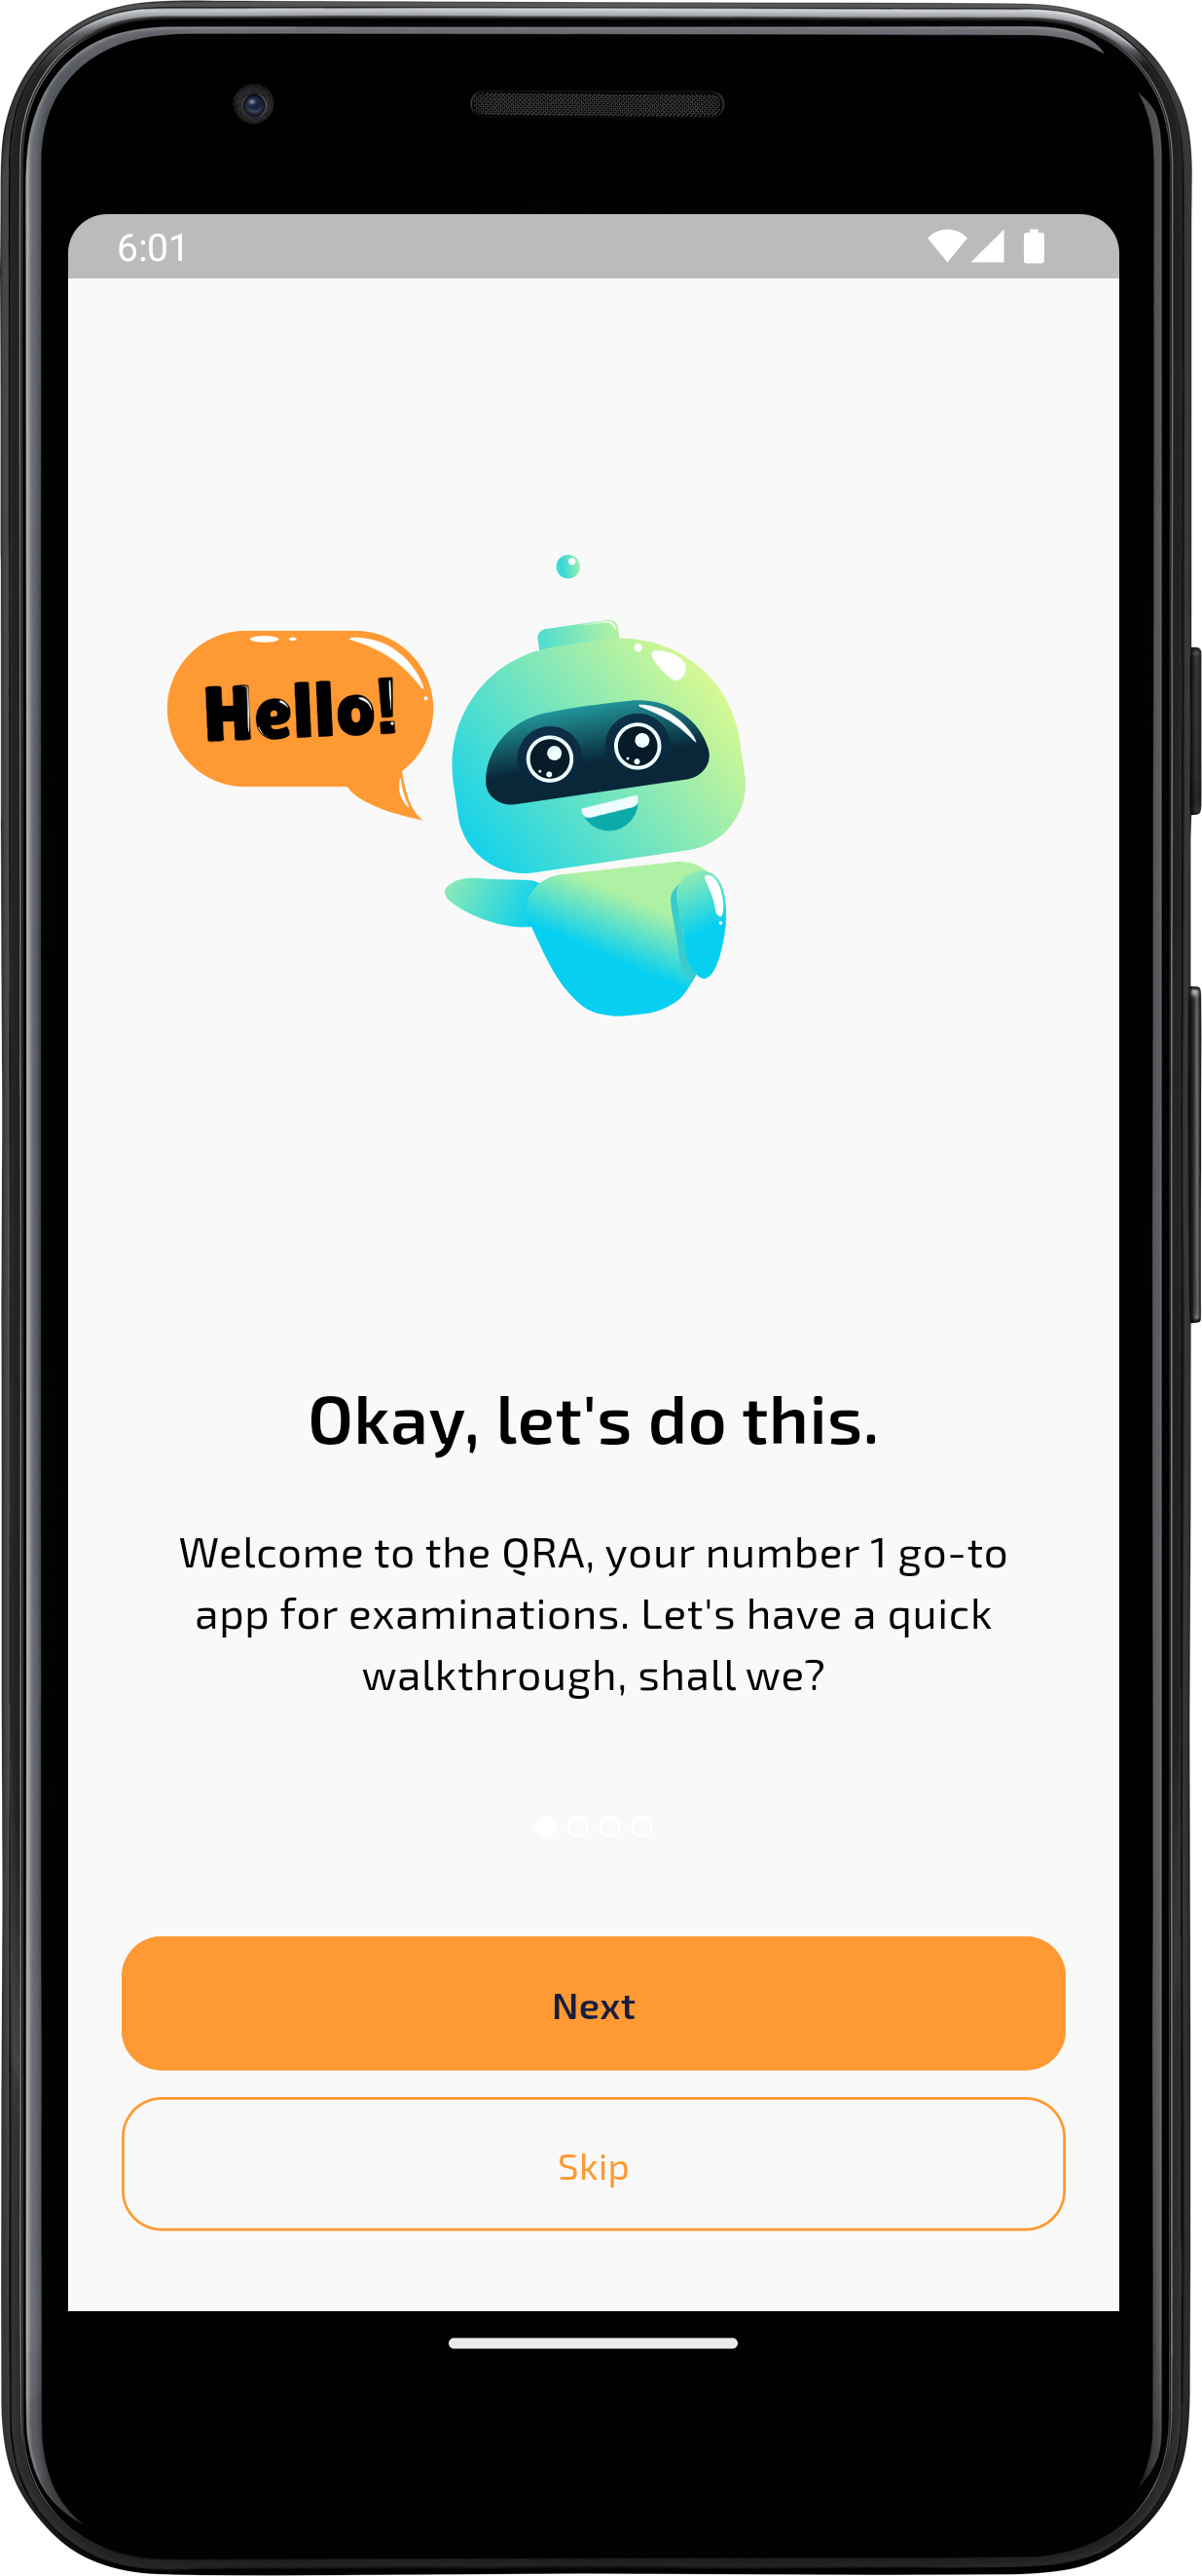 6:01
Hello!
Okay, let's do this.
Welcome to the QRA, your number 1 go-to
app for examinations. Let's have a quick
walkthrough, shall we?
Next
Skip